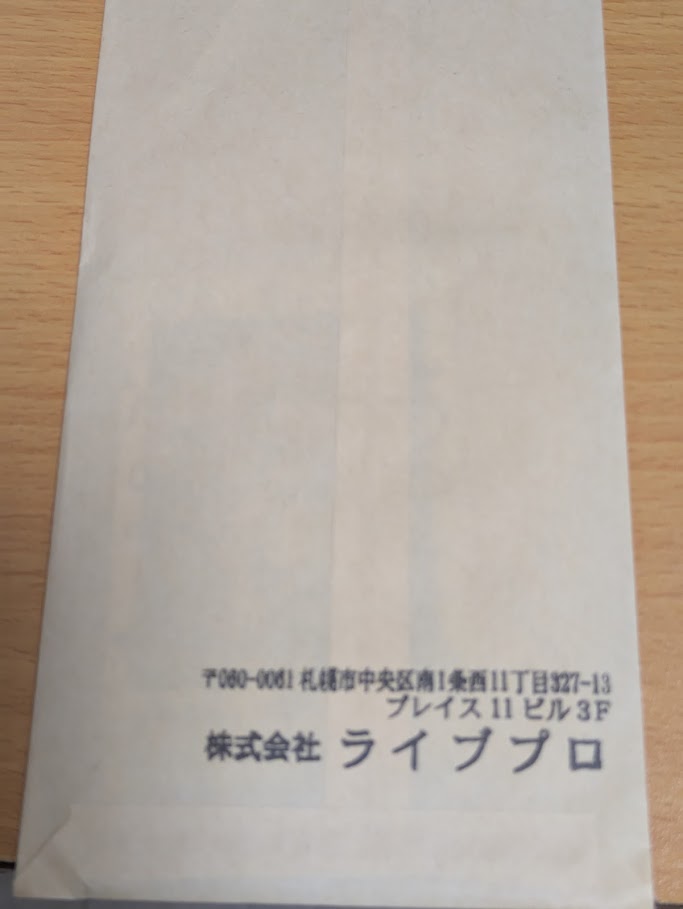 〒060-0061 札幌市中央区南1条西11丁目327-13
プレイス 11 ビル 3F
株式会社 ライブプロ